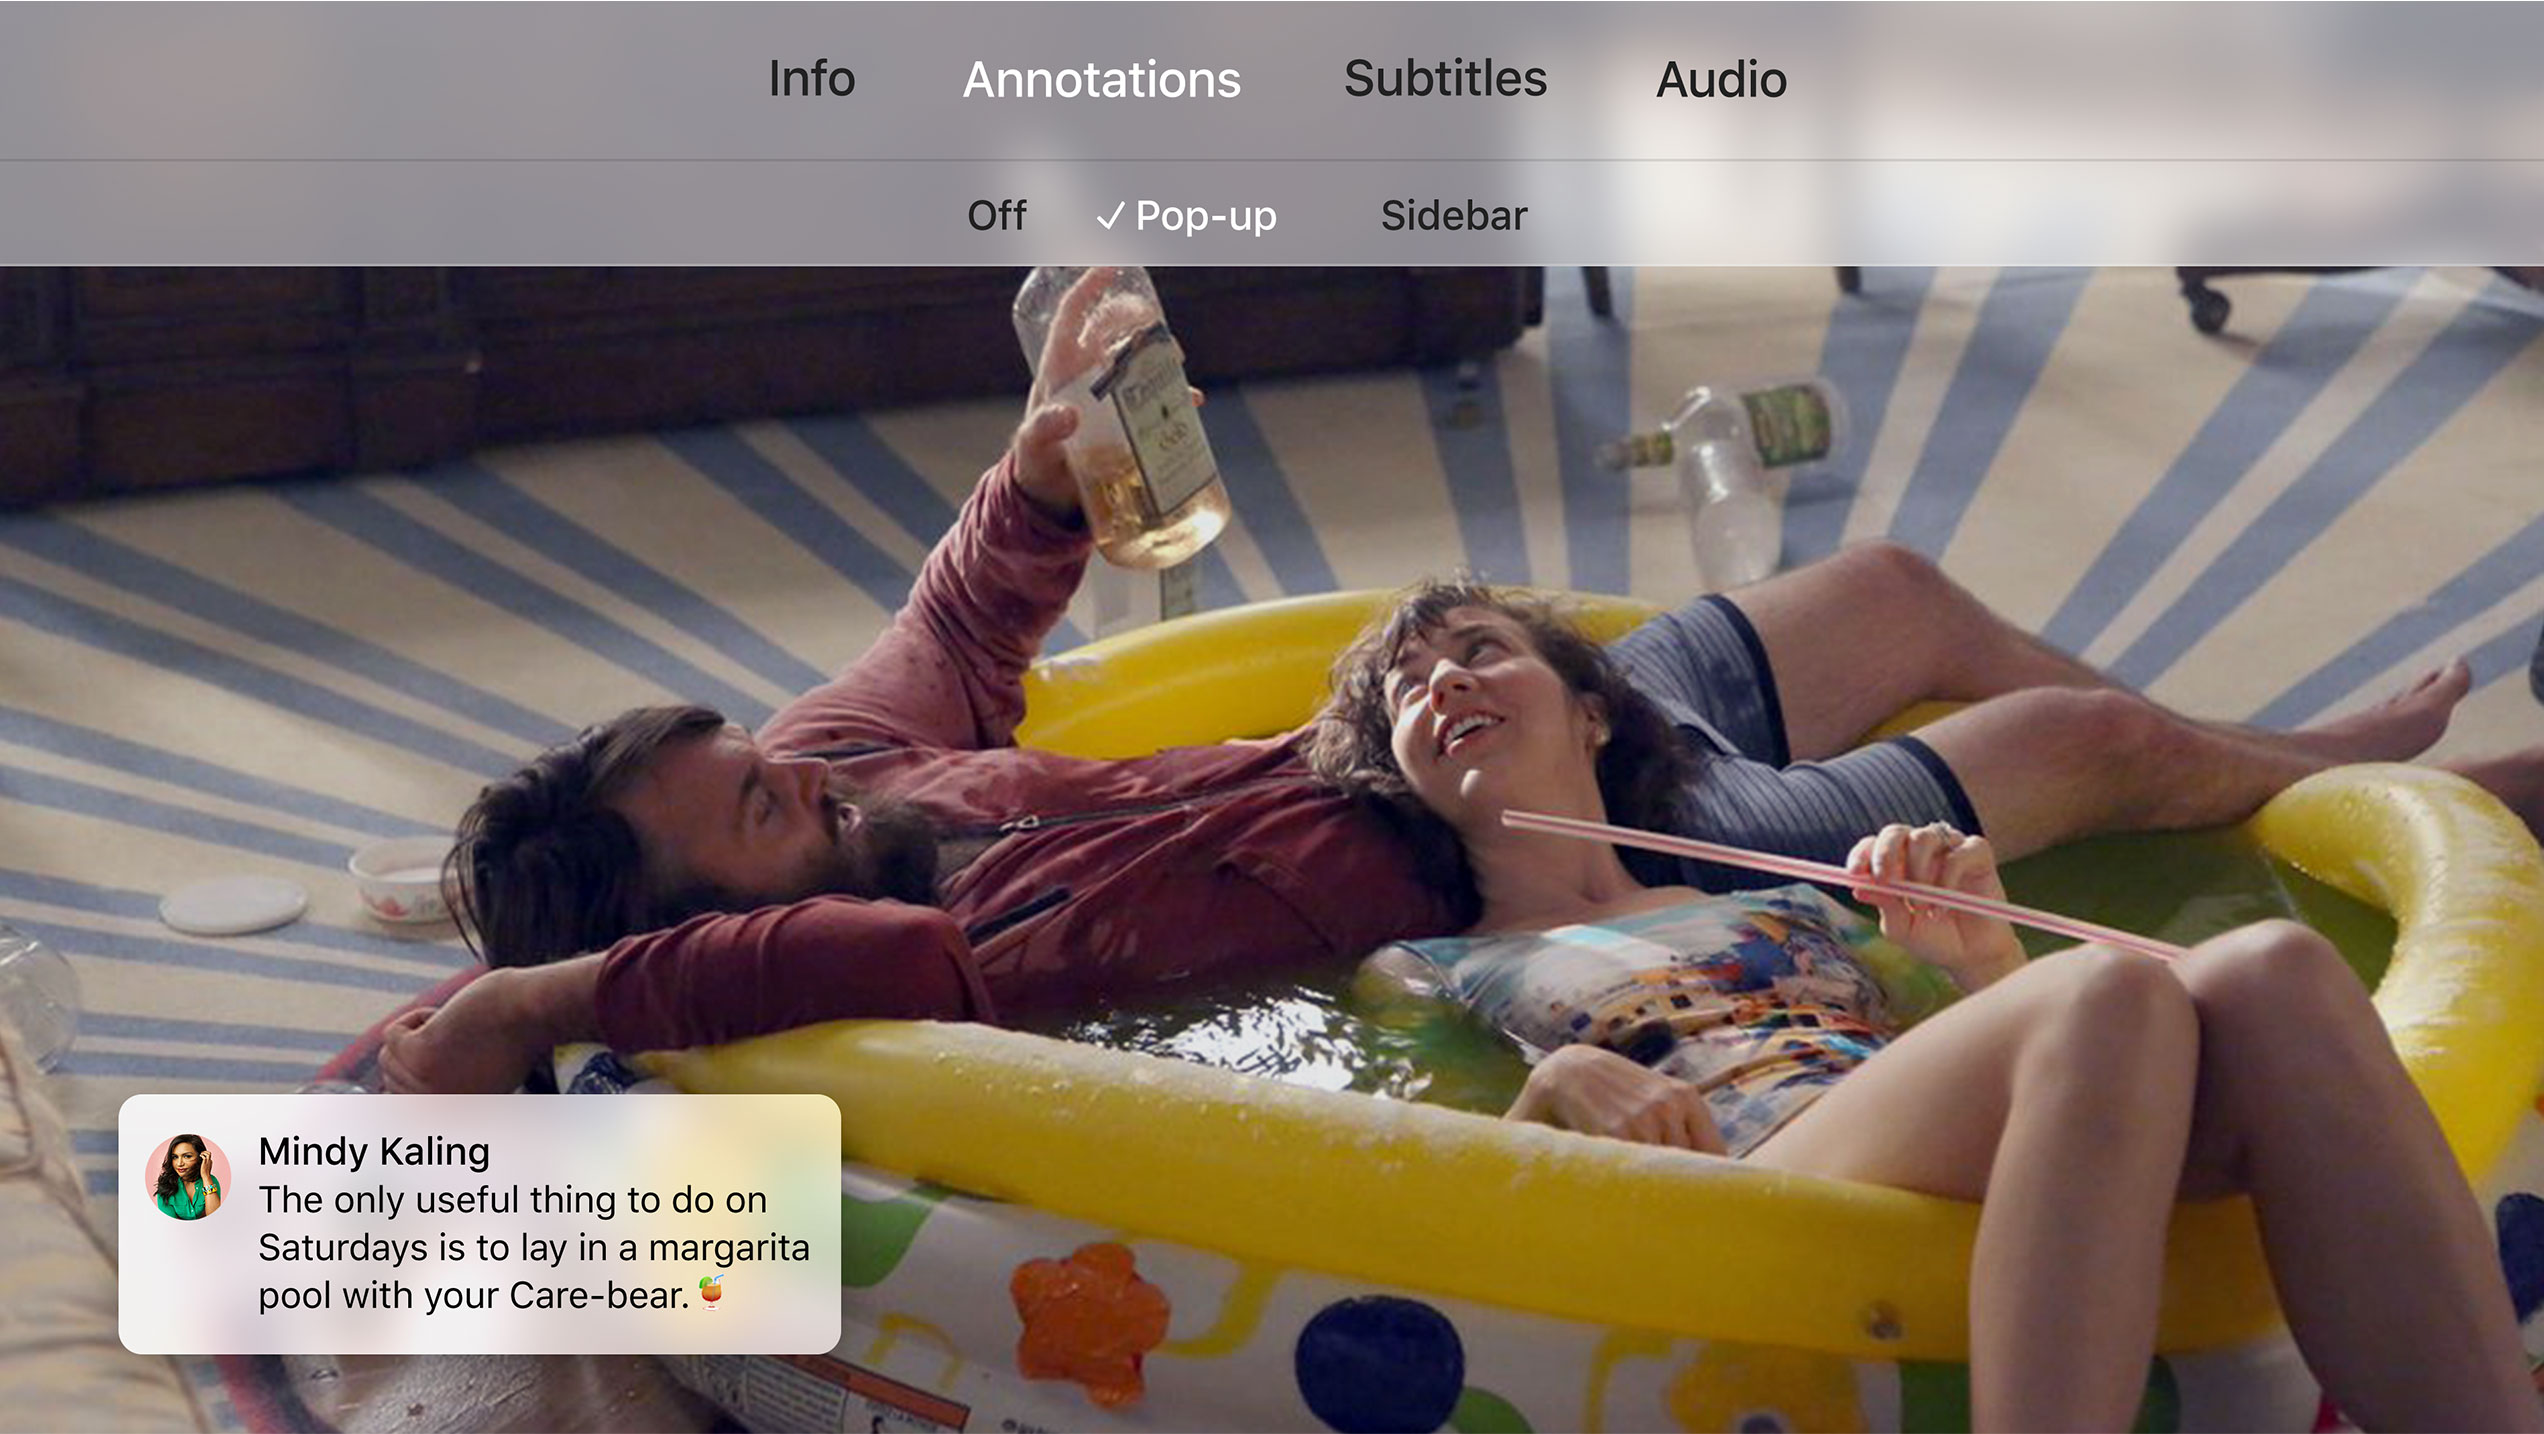 Info Annotations Subtitles Audio
Off ✓ Pop-up Sidebar
Mindy Kaling
The only useful thing to do on
Saturdays is to lay in a margarita
pool with your Care-bear.🍹